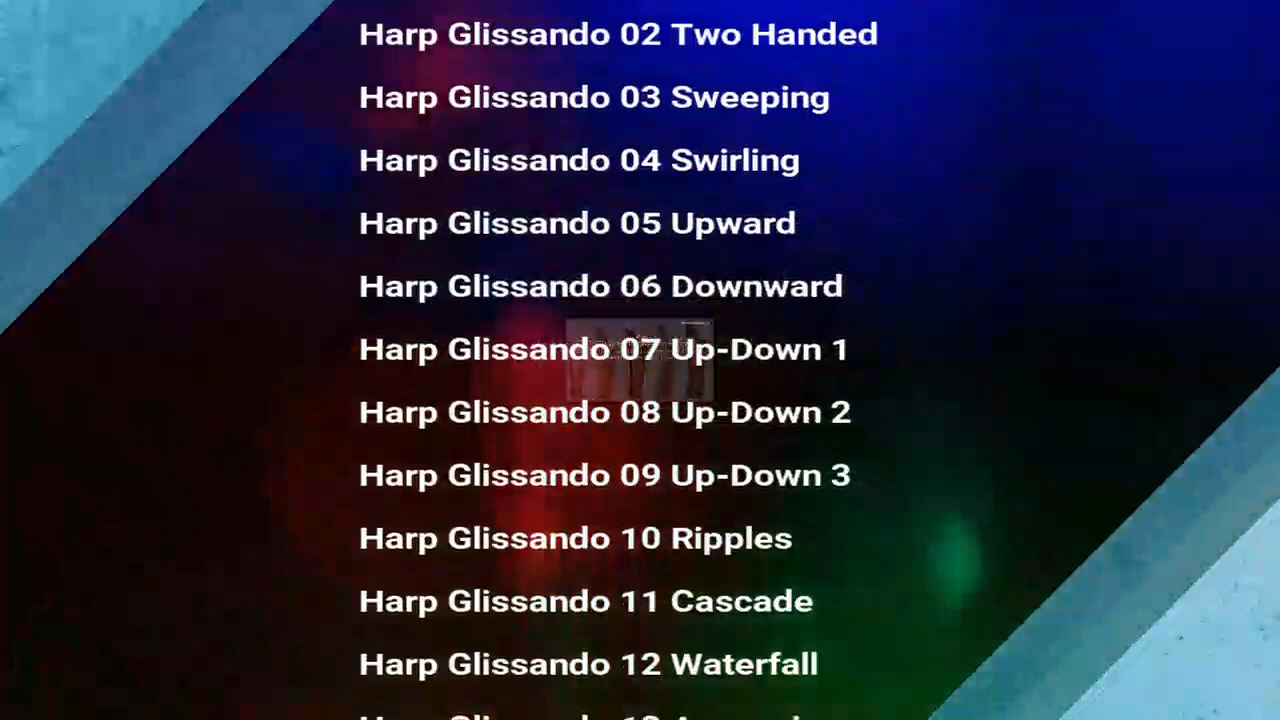 Harp Glissando 02 Two Handed
Harp Glissando 03 Sweeping
Harp Glissando 04 Swirling
Harp Glissando 05 Upward
Harp Glissando 06 Downward
Harp Glissando 07 Up-Down 1
Harp Glissando 08 Up-Down 2
Harp Glissando 09 Up-Down 3
Harp Glissando 10 Ripples
Harp Glissando 11 Cascade
Harp Glissando 12 Waterfall